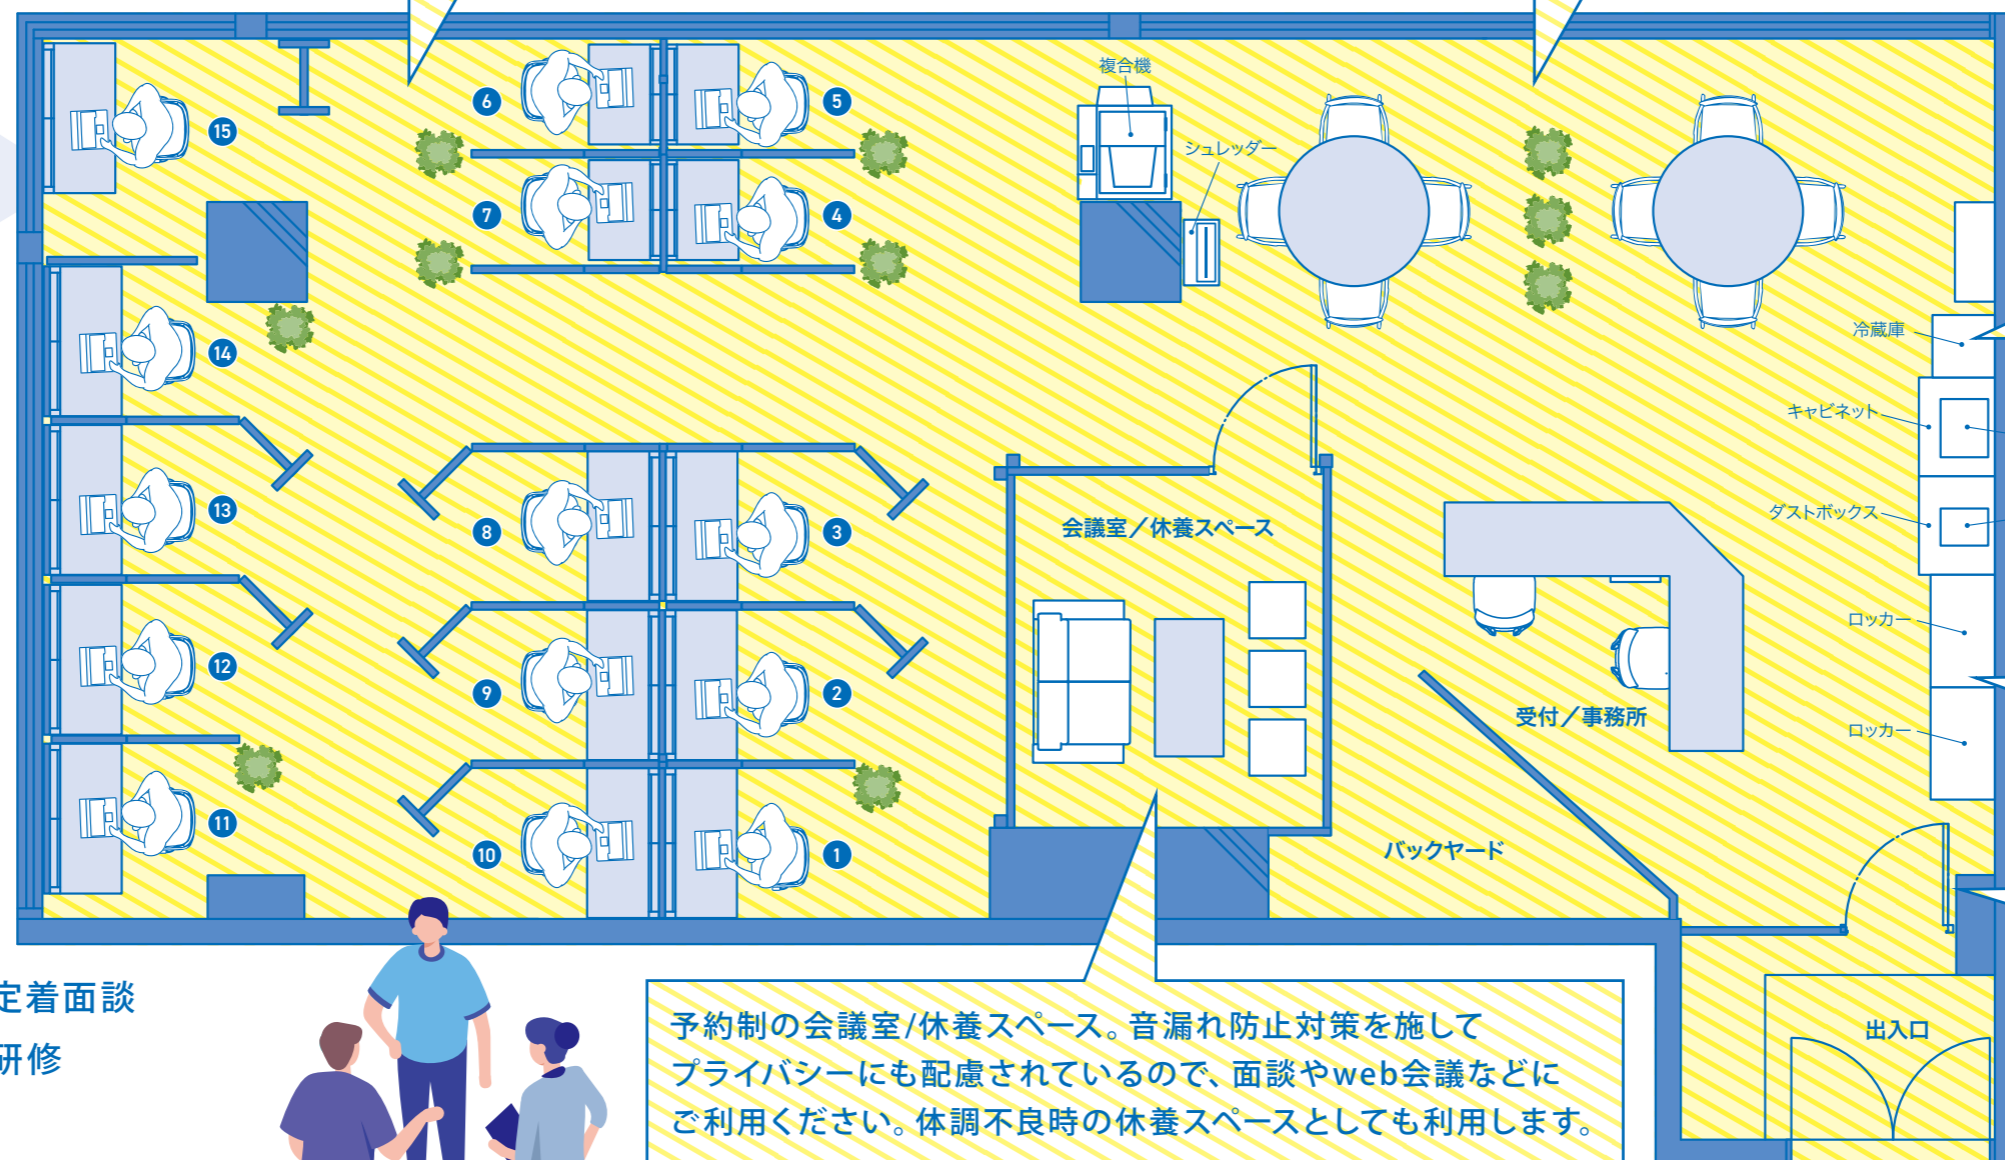 複合機
シュレッダー
6
5
15
7
4
14
冷蔵庫
キャビネット
13
8
3
会議室／休養スペース
ダストボックス
12
9
2
受付／事務所
ロッカー
ロッカー
11
10
1
バックヤード
出入口
定着面談
研修
予約制の会議室/休養スペース。音漏れ防止対策を施して
プライバシーにも配慮されているので、面談やweb会議などに
ご利用ください。体調不良時の休養スペースとしても利用します。